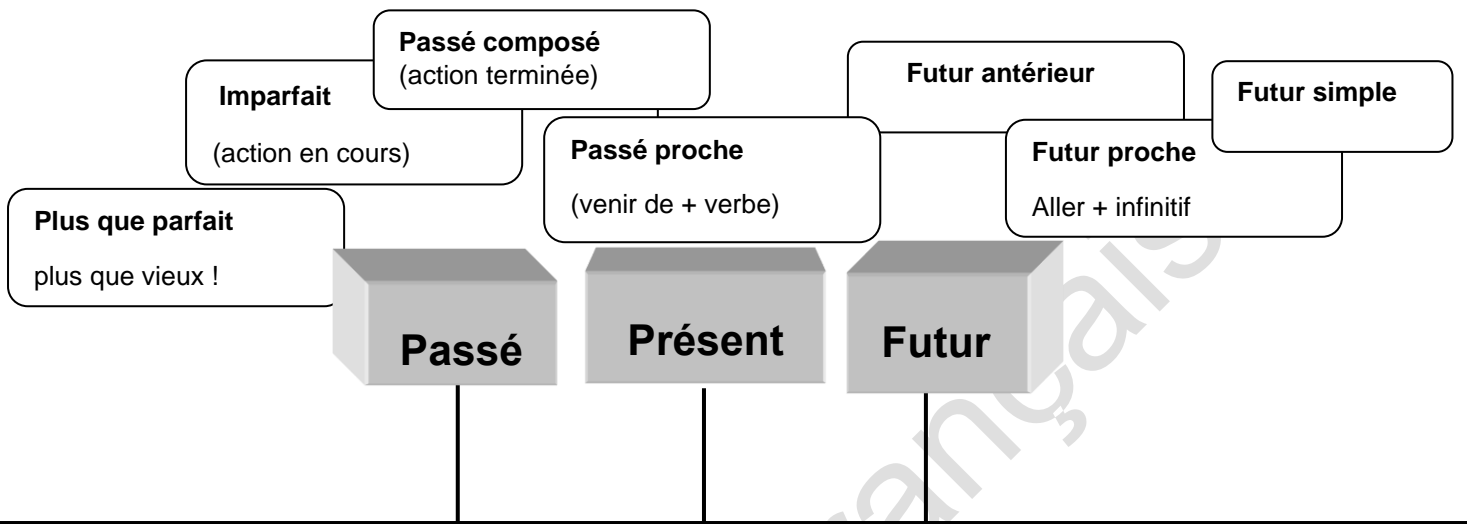 Passé composé
(action terminée)
Imparfait
(action en cours)
Futur antérieur
Futur simple
Passé proche
(venir de + verbe)
Futur proche
Aller + infinitif
Plus que parfait
plus que vieux !
Passé
Présent
Futur